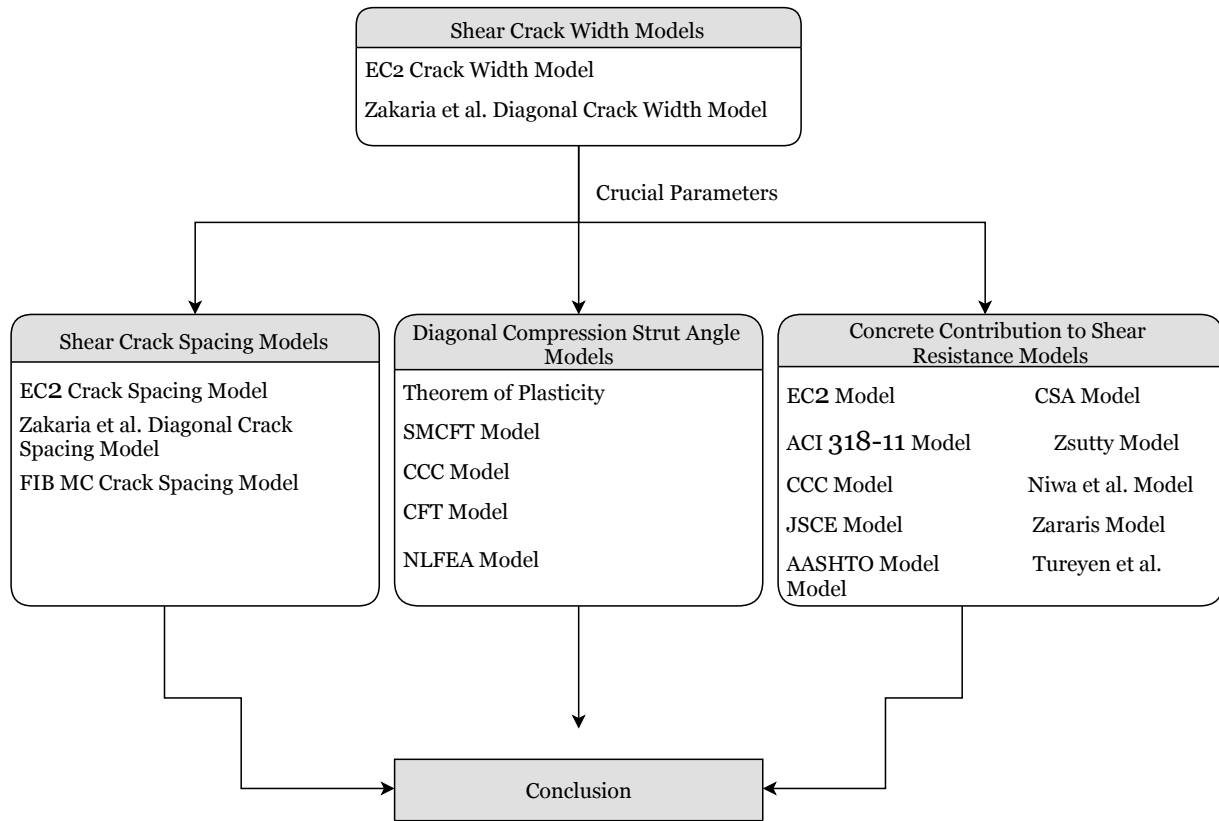 Shear Crack Width Models
EC2 Crack Width Model
Zakaria et al. Diagonal Crack Width Model
Crucial Parameters
Shear Crack Spacing Models
EC2 Crack Spacing Model
Zakaria et al. Diagonal Crack
Spacing Model
FIB MC Crack Spacing Model
Diagonal Compression Strut Angle
Models
Theorem of Plasticity
SMCFT Model
CCC Model
CFT Model
NLFEA Model
Concrete Contribution to Shear
Resistance Models
EC2 Model
ACI 318-11 Model
CCC Model
JSCE Model
AASHTO Model
Model
CSA Model
Zsutty Model
Niwa et al. Model
Zararis Model
Tureyen et al.
Conclusion